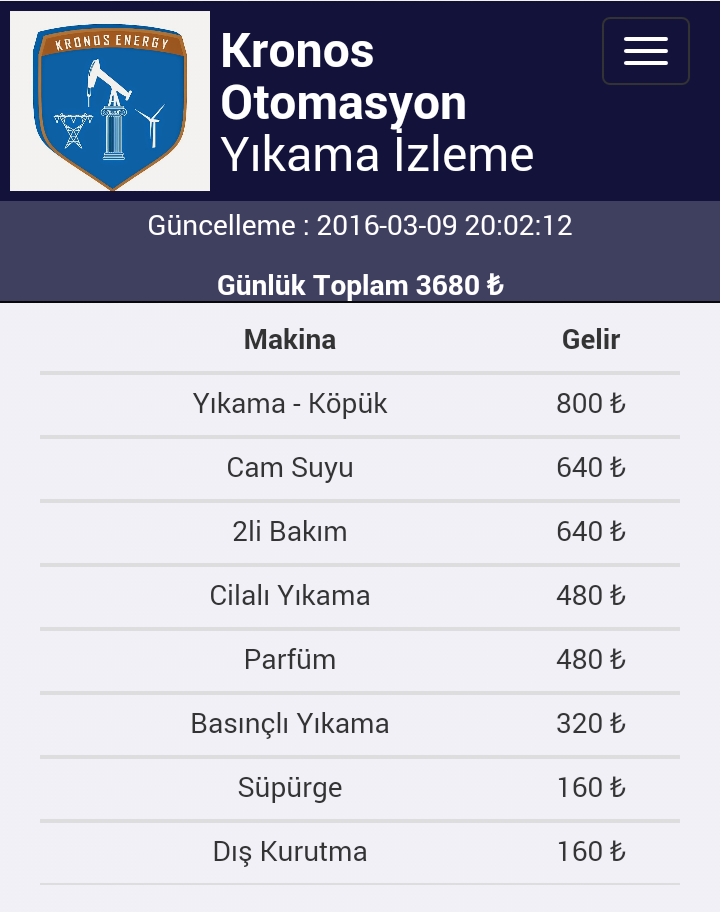 KRONOS ENERGY
Kronos
Otomasyon
Yıkama İzleme
Güncelleme : 2016-03-09 20:02:12
Günlük Toplam 3680 ₺
Makina Gelir
Yıkama - Köpük 800 ₺
Cam Suyu 640 ₺
2li Bakım 640 ₺
Cilalı Yıkama 480 ₺
Parfüm 480 ₺
Basınçlı Yıkama 320 ₺
Süpürge 160 ₺
Dış Kurutma 160 ₺